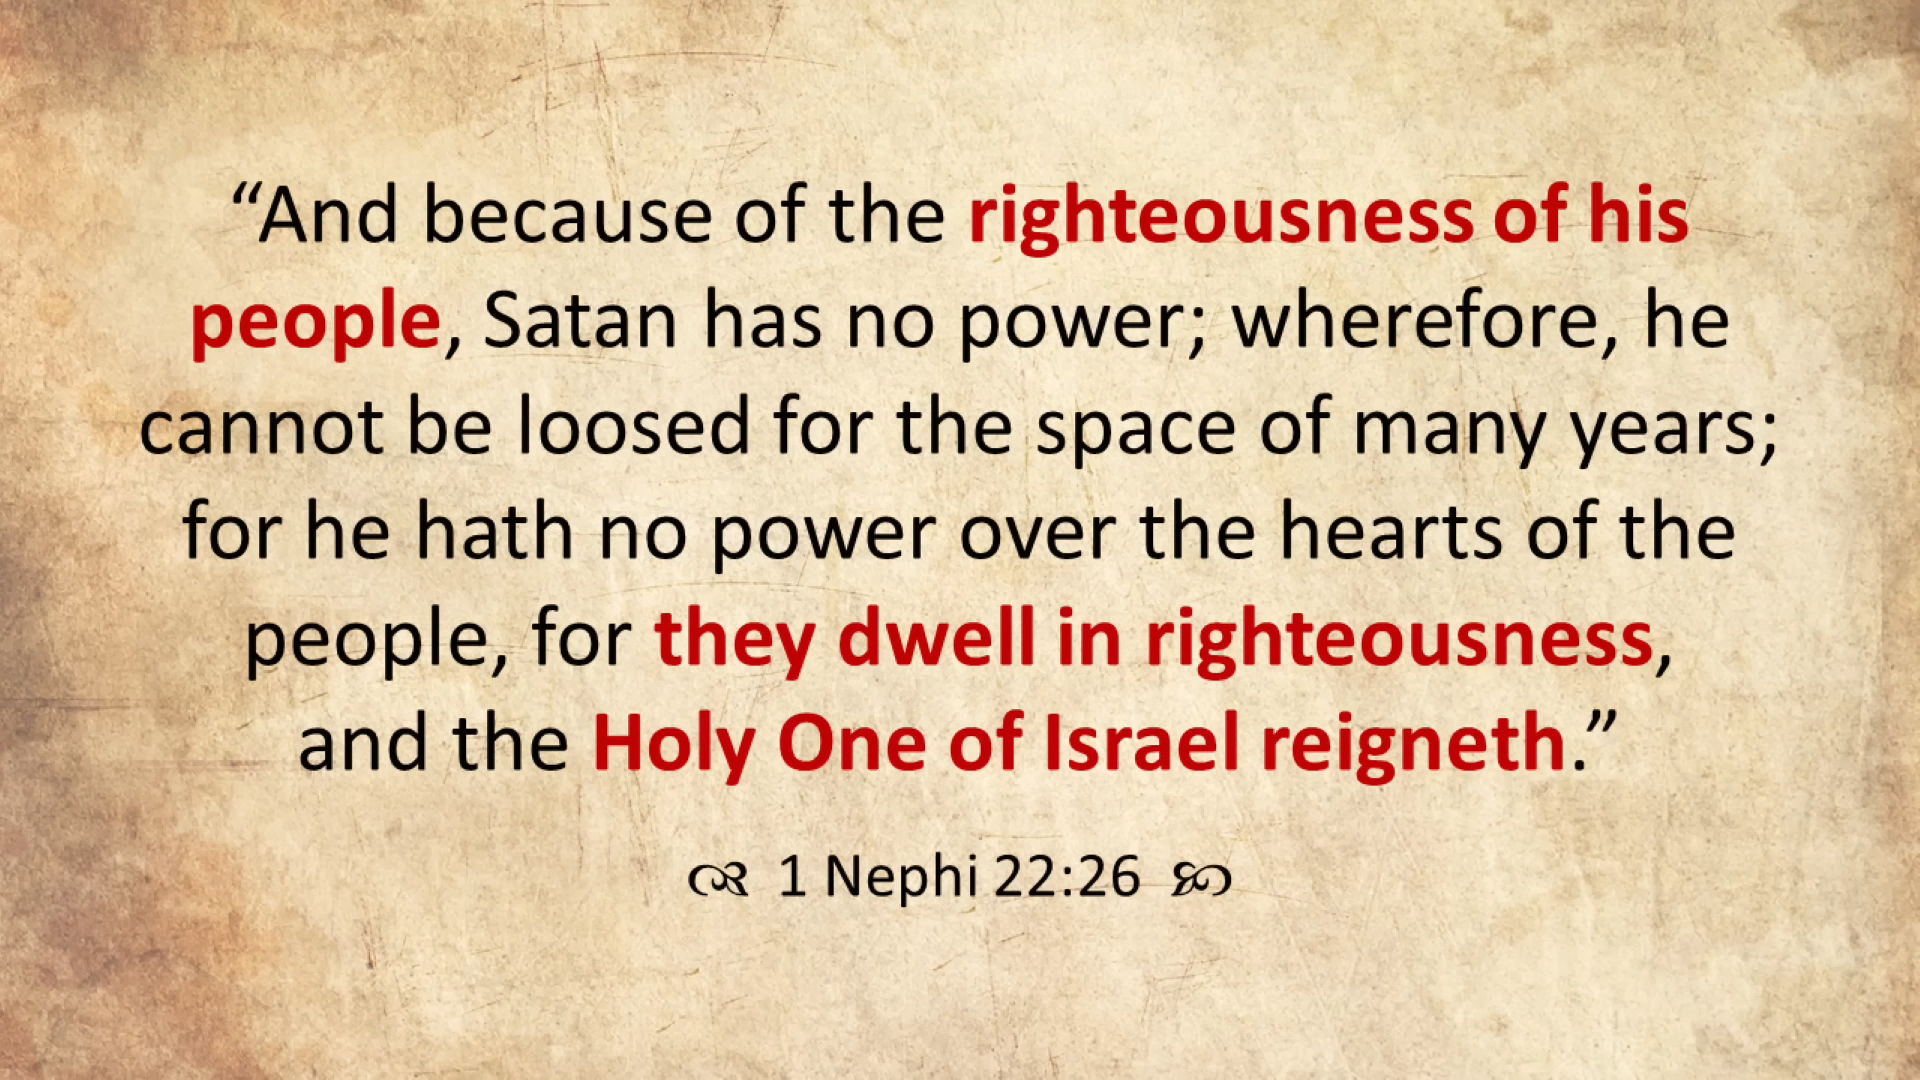 “And because of the righteousness of his
people, Satan has no power; wherefore, he
cannot be loosed for the space of many years;
for he hath no power over the hearts of the
people, for they dwell in righteousness,
and the Holy One of Israel reigneth.”
1 Nephi 22:26